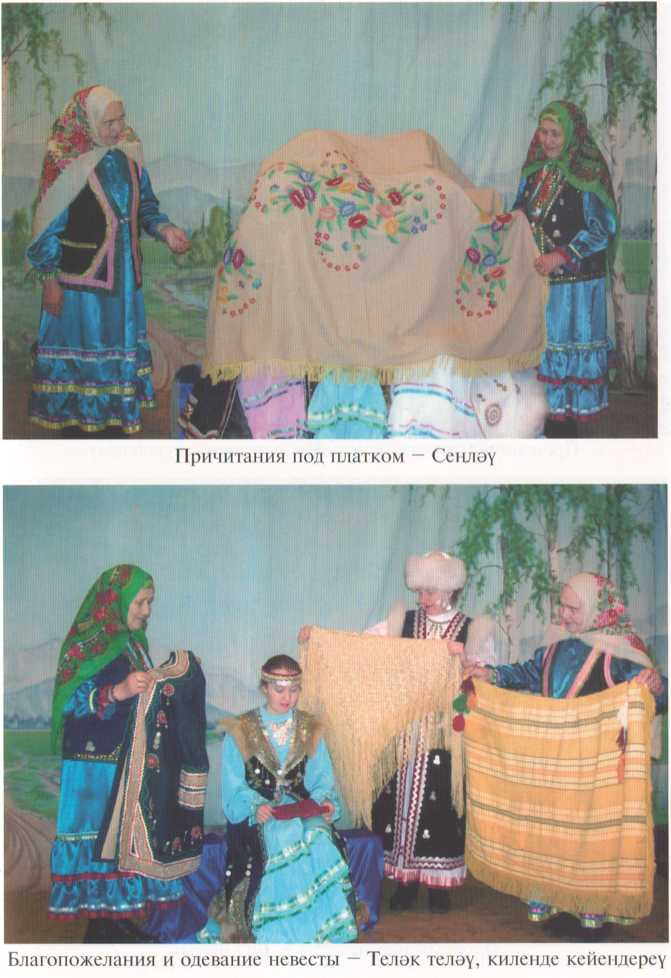 Причитания под платком – Сеңләү
Благопожелания и одевание невесты – Теләк теләү, киленде кейендереү